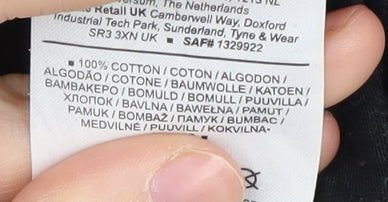 The Netherlands
Retail UK Camberwell Way, Doxford
Industrial Tech Park, Sunderland, Tyne & Wear
SR3 3XN UK ▪ SAF# 1329922
▪ 100% COTTON / COTON / ALGODON /
ALGODÃO / COTONE / BAUMWOLLE / KATOEN /
BAMBAKEPO / BOMULD / BOMULL / PUUVILLA /
ХЛОПОК / BAVLNA / BAWEŁNA / PAMUT /
PAMUK / BOMBAŽ / ПАМУК / BUMBAC /
MEDVILNĖ / PUUVILL / KOKVILNA▪